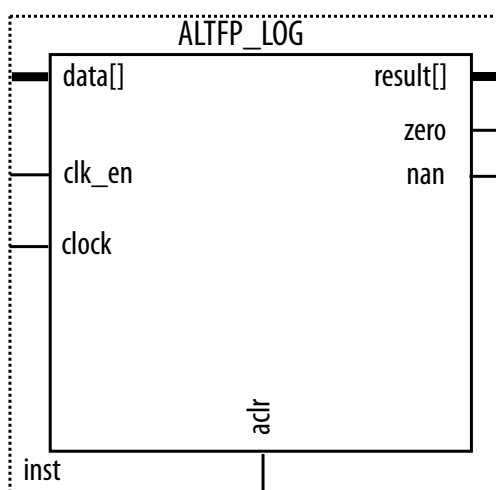 ALTFP_LOG
data[] result[]
zero
clk_en nan
clock
aclr
inst